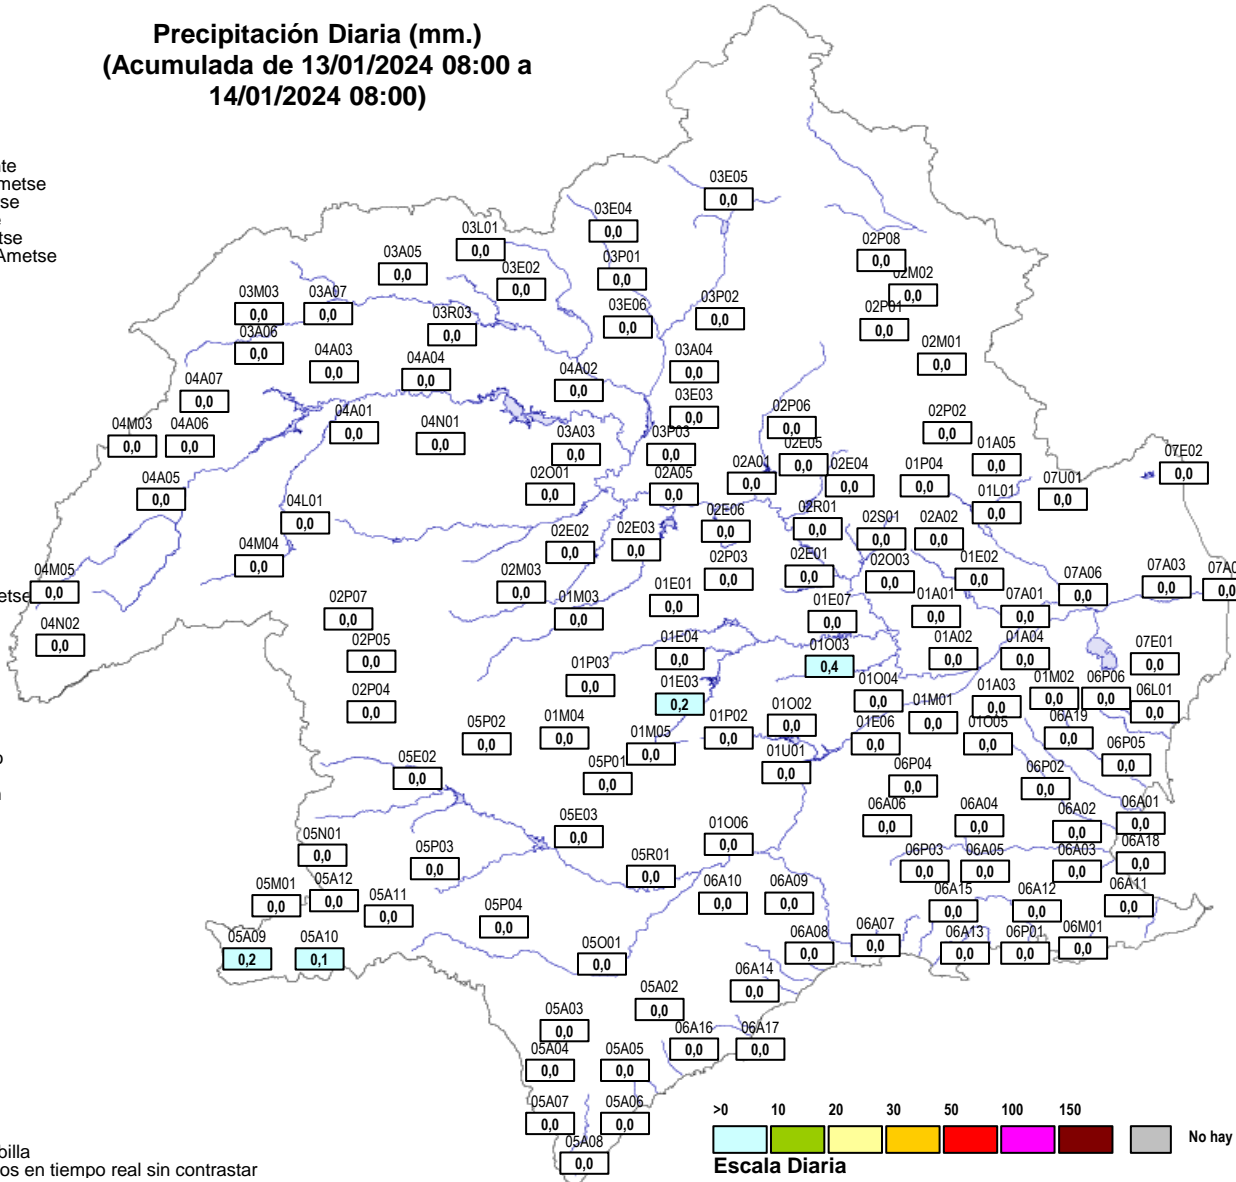 Precipitación Diaria (mm.)
(Acumulada de 13/01/2024 08:00 a
14/01/2024 08:00)
nte
metse
se
tse
Ametse
03E05
0,0
03E04
0,0
03L01
0,0
02P08
0,0
03A05
0,0
03P01
0,0
03E02
0,0
02M02
0,0
03M03
0,0
03A07
0,0
03P02
0,0
03E06
0,0
02P01
0,0
03R03
0,0
03A06
0,0
04A03
0,0
03A04
0,0
02M01
0,0
04A04
0,0
04A02
0,0
04A07
0,0
03E03
0,0
04A01
0,0
02P06
0,0
02P02
0,0
04M03
0,0
04A06
0,0
04N01
0,0
03A03
0,0
03P03
0,0
02E05
0,0
01A05
0,0
07E02
0,0
04A05
0,0
02O01
0,0
02A05
0,0
02A01
0,0
02E04
0,0
01P04
0,0
07U01
0,0
04L01
0,0
01L01
0,0
02E06
0,0
02R01
0,0
02S01
0,0
02A02
0,0
02E02
0,0
02E03
0,0
04M04
0,0
02P03
0,0
02E01
0,0
02O03
0,0
01E02
0,0
04M05
0,0
etse
02M03
0,0
07A06
0,0
07A03
0,0
07A0
0,0
01E01
0,0
02P07
0,0
01M03
0,0
01E07
0,0
01A01
0,0
07A01
0,0
04N02
0,0
02P05
0,0
01E04
0,0
01O03
0,4
01A02
0,0
01A04
0,0
07E01
0,0
01P03
0,0
01E03
0,2
01O04
0,0
01A03
0,0
01M02
0,0
06P06
0,0
06L01
0,0
02P04
0,0
05P02
0,0
01M04
0,0
01P02
0,0
01O02
0,0
01M01
0,0
01M05
0,0
01E06
0,0
01O05
0,0
06A19
0,0
o
05E02
0,0
05P01
0,0
01U01
0,0
06P04
0,0
06P02
0,0
06P05
0,0
05E03
0,0
01O06
0,0
06A06
0,0
06A04
0,0
06A02
0,0
06A01
0,0
05N01
0,0
05P03
0,0
05R01
0,0
06P03
0,0
06A05
0,0
06A03
0,0
06A18
0,0
05M01
0,0
05A12
0,0
05A11
0,0
06A10
0,0
06A09
0,0
06A15
0,0
06A12
0,0
06A11
0,0
05P04
0,0
05A09
0,2
05A10
0,1
05O01
0,0
06A08
0,0
06A07
0,0
06A13
0,0
06P01
0,0
06M01
0,0
06A14
0,0
05A03
0,0
05A02
0,0
06A16
0,0
06A17
0,0
05A04
0,0
05A05
0,0
05A07
0,0
05A06
0,0
05A08
0,0
>0 10 20 30 50 100 150
No hay
Escala Diaria
billa
os en tiempo real sin contrastar